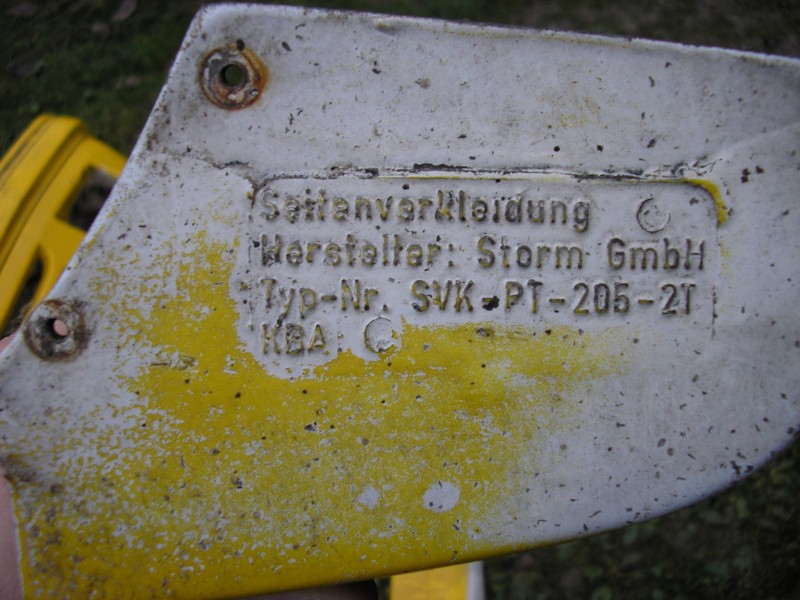 Seitenverkleidung
Hersteller: Storm GmbH
Typ-Nr. SVK-PT-205-2T
KBA